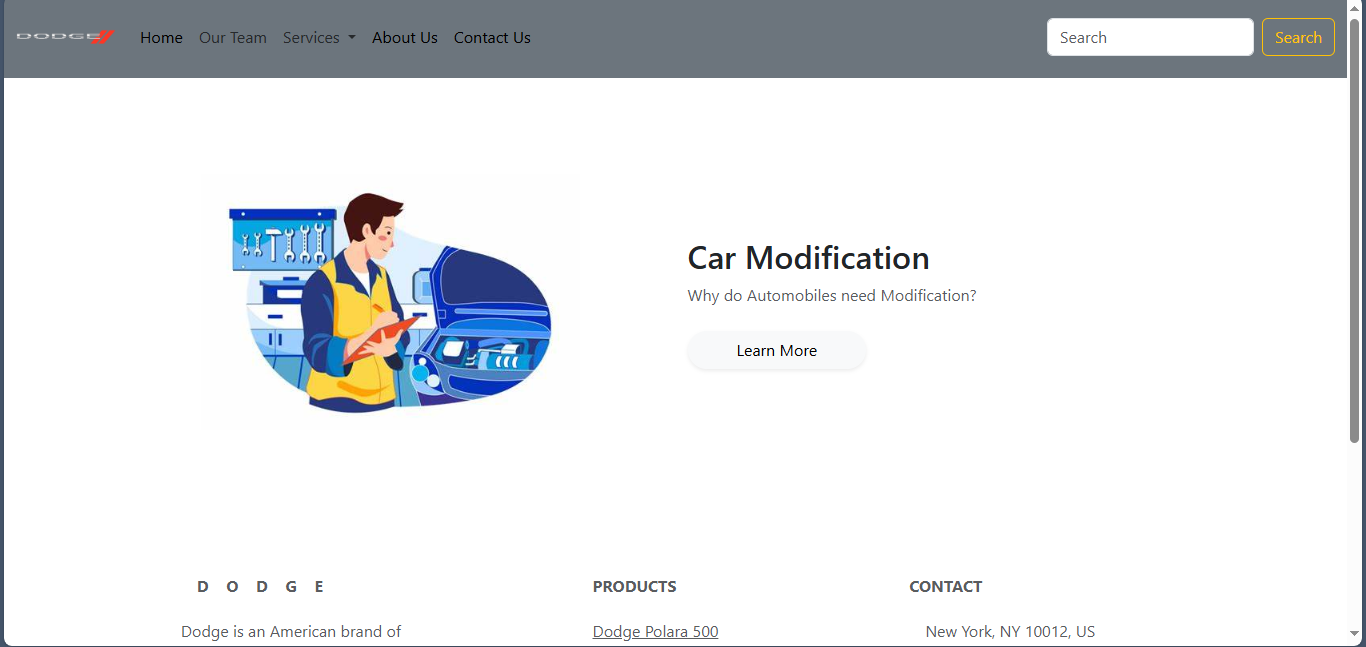 DODGE Home Our Team Services About Us Contact Us Search Search
Car Modification
Why do Automobiles need Modification?
Learn More
D O D G E PRODUCTS CONTACT
Dodge is an American brand of Dodge Polara 500 New York, NY 10012, US